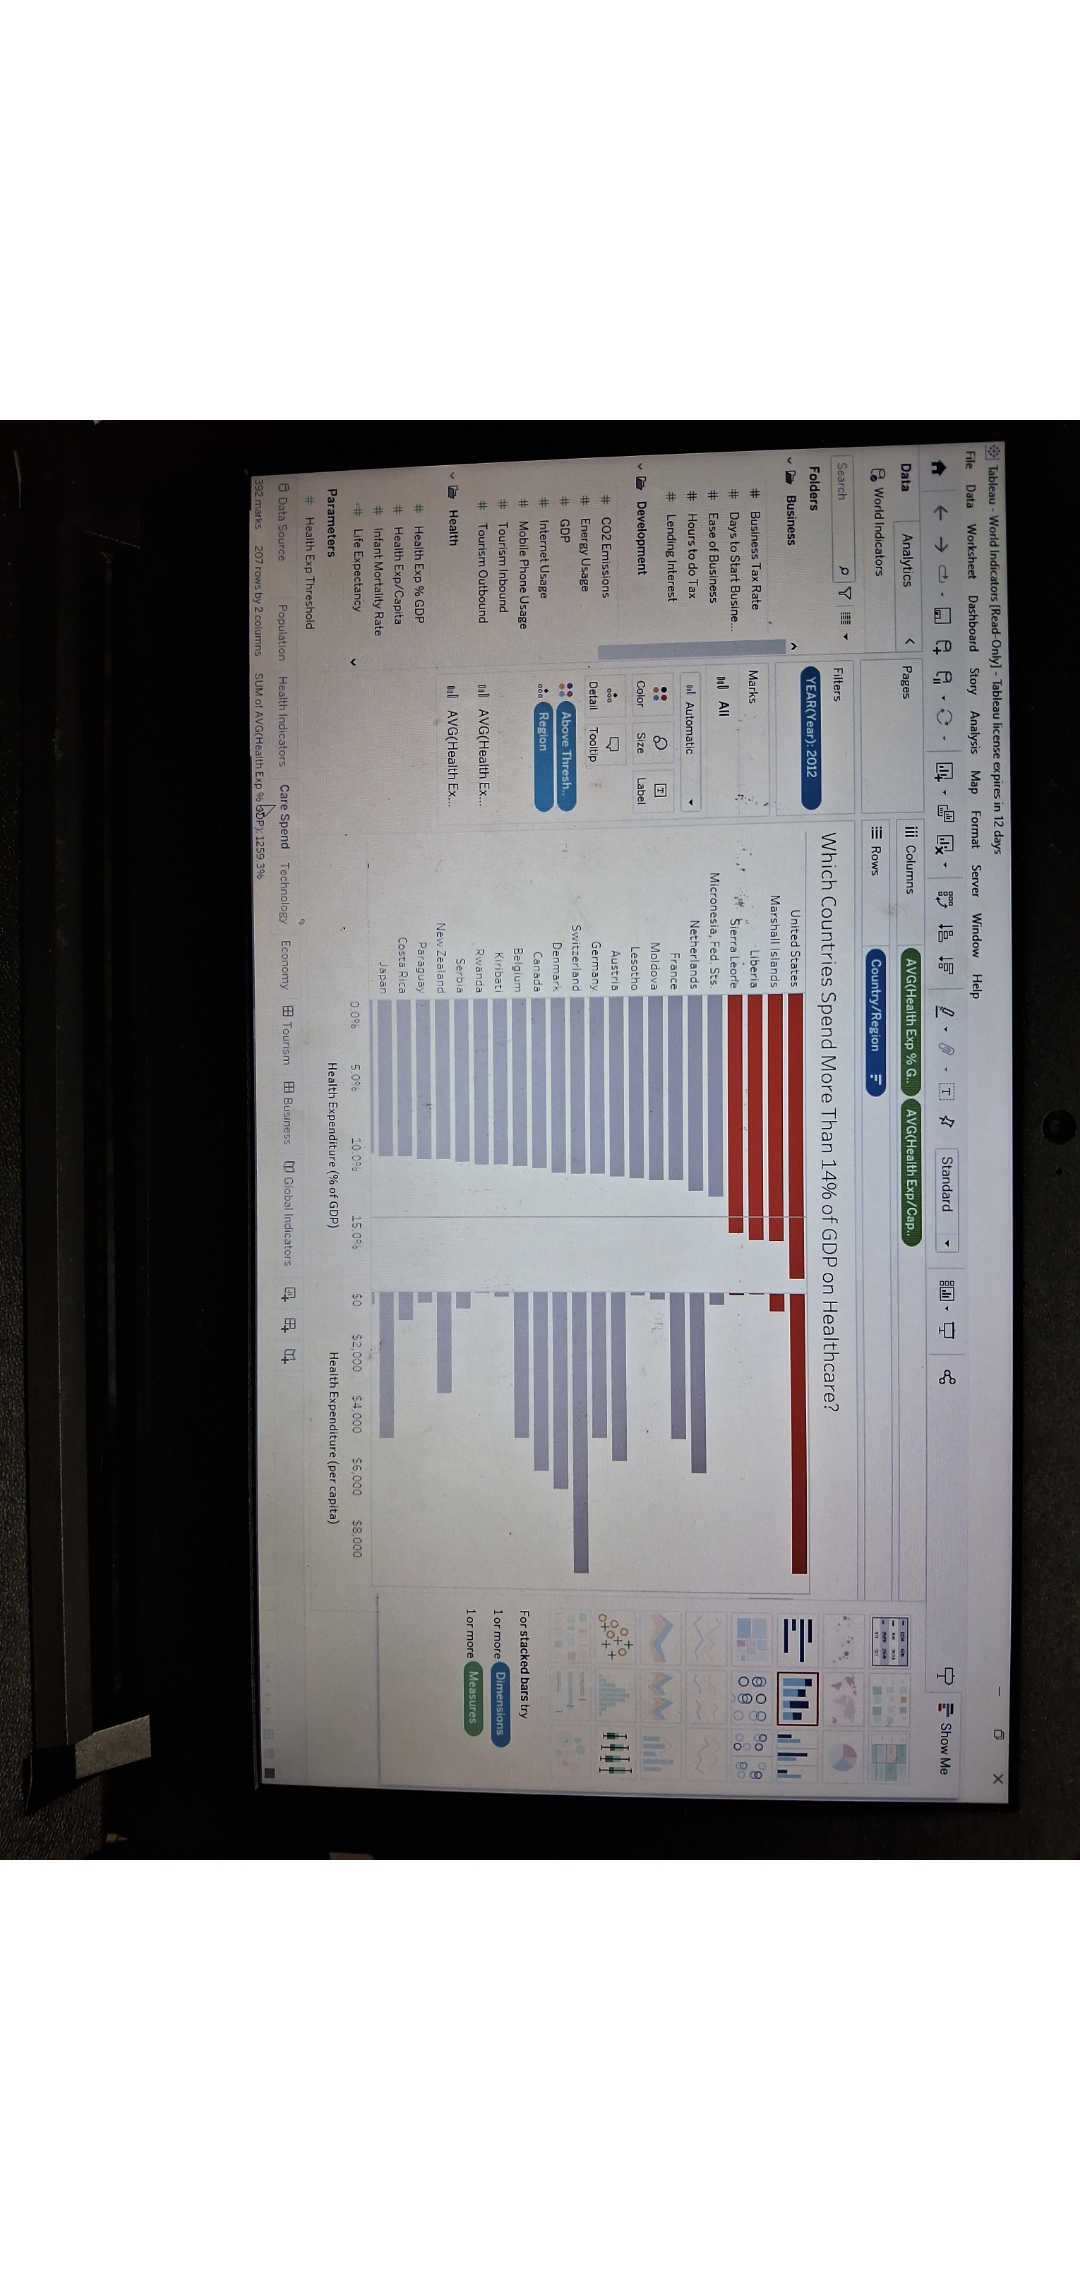 Tableau - World Indicators [Read-Only] - Tableau license expires in 12 days
File Data Worksheet Dashboard Story Analysis Map Format Server Window Help
Standard
Show Me
Data Analytics
Pages
Columns AVG(Health Exp % G.. AVG(Health Exp/Cap..
World Indicators
Rows Country/Region
Search
Filters
YEAR(Year): 2012
Folders
Business
Business Tax Rate
Days to Start Busine...
Ease of Business
Hours to do Tax
Lending Interest
Development
CO2 Emissions
Energy Usage
GDP
Internet Usage
Mobile Phone Usage
Tourism Inbound
Tourism Outbound
Health
Health Exp % GDP
Health Exp/Capita
Infant Mortality Rate
Life Expectancy
Parameters
Health Exp Threshold
Marks
All
Automatic
Color Size Label
Detail Tooltip
Above Thresh..
Region
AVG(Health Ex...
AVG(Health Ex...
Which Countries Spend More Than 14% of GDP on Healthcare?
United States
Marshall Islands
Liberia
Sierra Leone
Micronesia, Fed. Sts.
Netherlands
France
Moldova
Lesotho
Austria
Germany
Switzerland
Denmark
Canada
Belgium
Kiribati
Rwanda
Serbia
New Zealand
Paraguay
Costa Rica
Japan
0.0% 5.0% 10.0% 15.0% $0 $2,000 $4,000 $6,000 $8,000
Health Expenditure (% of GDP) Health Expenditure (per capita)
For stacked bars try
1 or more Dimensions
1 or more Measures
Data Source Population Health Indicators Care Spend Technology Economy Tourism Business Global Indicators
392 marks 207 rows by 2 columns SUM of AVG(Health Exp % GDP): 1259.3%